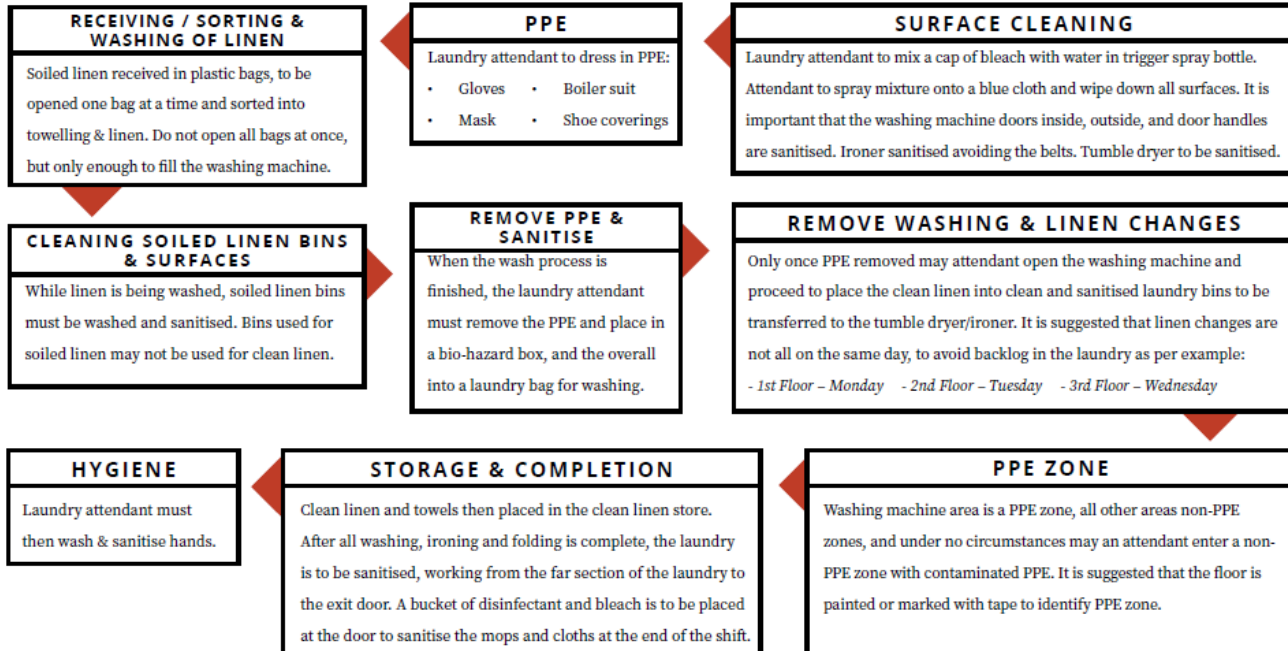 SURFACE CLEANING
Laundry attendant to mix a cap of bleach with water in trigger spray bottle.
Attendant to spray mixture onto a blue cloth and wipe down all surfaces. It is
important that the washing machine doors inside, outside, and door handles
are sanitised. Ironer sanitised avoiding the belts. Tumble dryer to be sanitised.
PPE
Laundry attendant to dress in PPE:
• Gloves • Boiler suit
• Mask • Shoe coverings
RECEIVING / SORTING &
WASHING OF LINEN
Soiled linen received in plastic bags, to be
opened one bag at a time and sorted into
towelling & linen. Do not open all bags at once,
but only enough to fill the washing machine.
CLEANING SOILED LINEN BINS
& SURFACES
While linen is being washed, soiled linen bins
must be washed and sanitised. Bins used for
soiled linen may not be used for clean linen.
REMOVE PPE &
SANITISE
When the wash process is
finished, the laundry attendant
must remove the PPE and place in
a bio-hazard box, and the overall
into a laundry bag for washing.
REMOVE WASHING & LINEN CHANGES
Only once PPE removed may attendant open the washing machine and
proceed to place the clean linen into clean and sanitised laundry bins to be
transferred to the tumble dryer/ironer. It is suggested that linen changes are
not all on the same day, to avoid backlog in the laundry as per example:
- 1st Floor – Monday - 2nd Floor – Tuesday - 3rd Floor – Wednesday
PPE ZONE
Washing machine area is a PPE zone, all other areas non-PPE
zones, and under no circumstances may an attendant enter a non-
PPE zone with contaminated PPE. It is suggested that the floor is
painted or marked with tape to identify PPE zone.
STORAGE & COMPLETION
Clean linen and towels then placed in the clean linen store.
After all washing, ironing and folding is complete, the laundry
is to be sanitised, working from the far section of the laundry to
the exit door. A bucket of disinfectant and bleach is to be placed
at the door to sanitise the mops and cloths at the end of the shift.
HYGIENE
Laundry attendant must
then wash & sanitise hands.